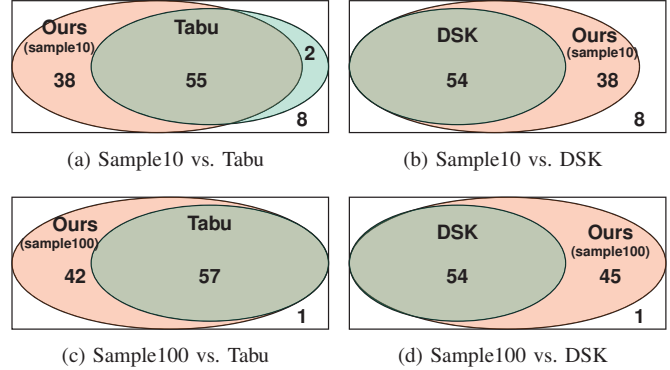 Ours
(sample10)
Tabu
38
55
2
8
(a) Sample10 vs. Tabu
DSK
Ours
(sample10)
54
38
8
(b) Sample10 vs. DSK
Ours
(sample100)
Tabu
42
57
1
(c) Sample100 vs. Tabu
DSK
Ours
(sample100)
54
45
1
(d) Sample100 vs. DSK